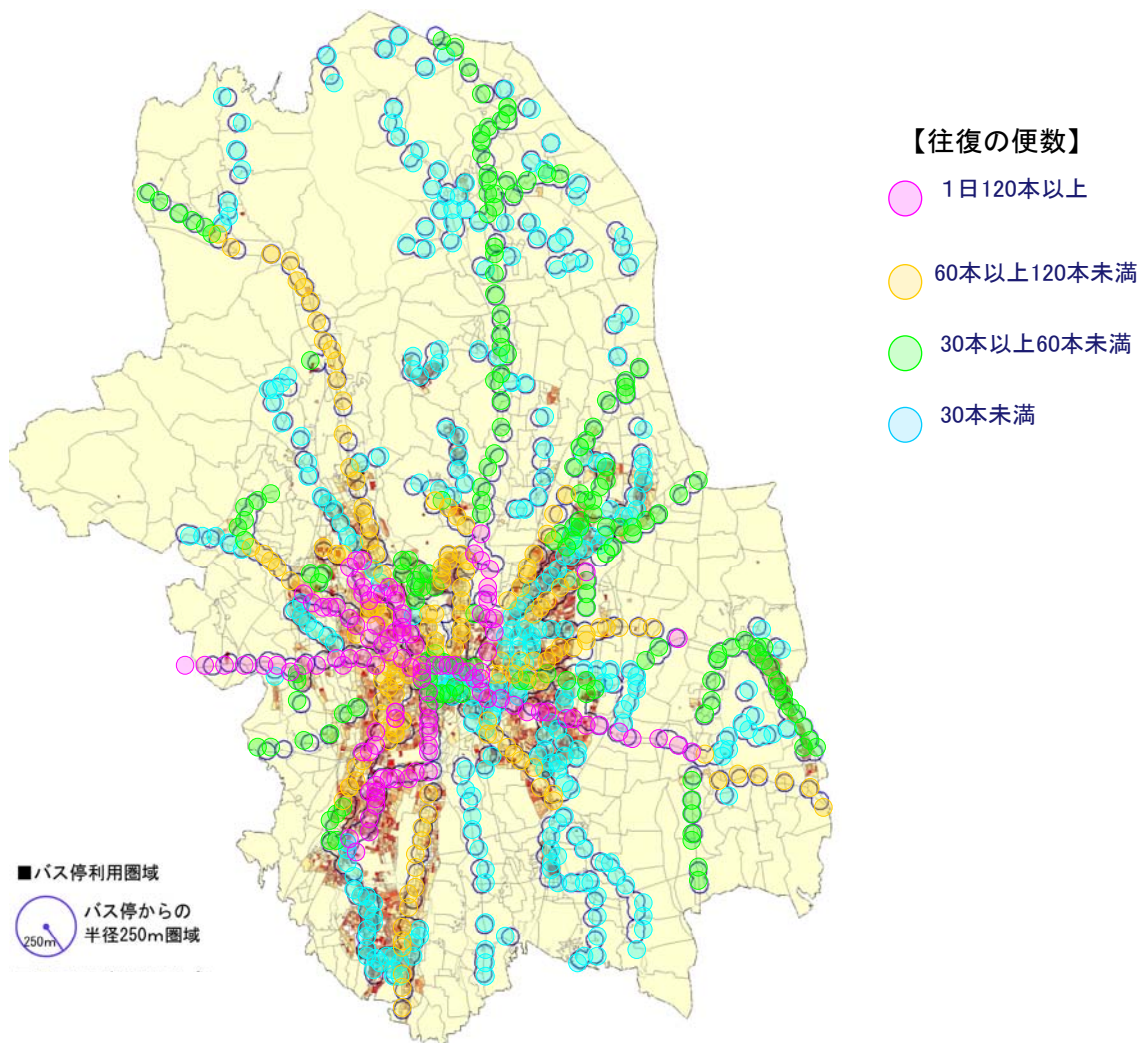 【往復の便数】
1日120本以上
60本以上120本未満
30本以上60本未満
30本未満
■バス停利用圏域
250m
バス停からの
半径250m圏域